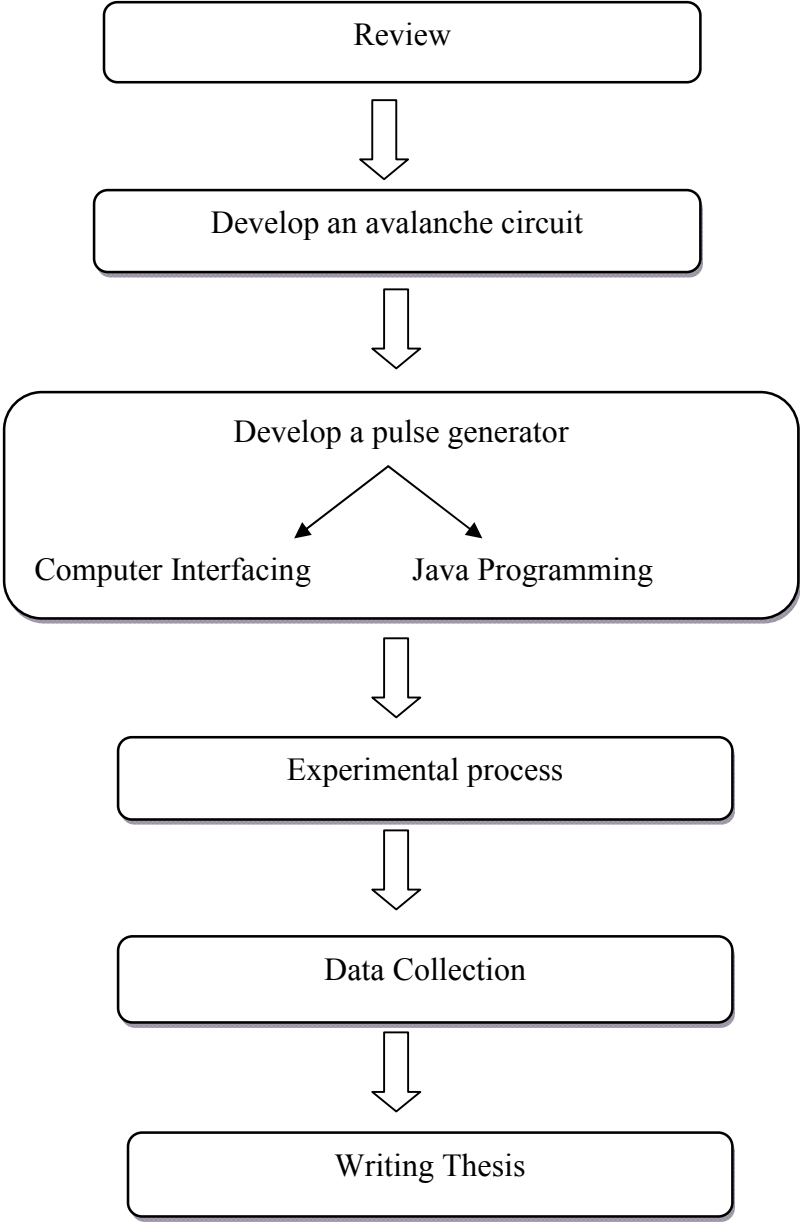 Review
Develop an avalanche circuit
Develop a pulse generator
Computer Interfacing
Java Programming
Experimental process
Data Collection
Writing Thesis